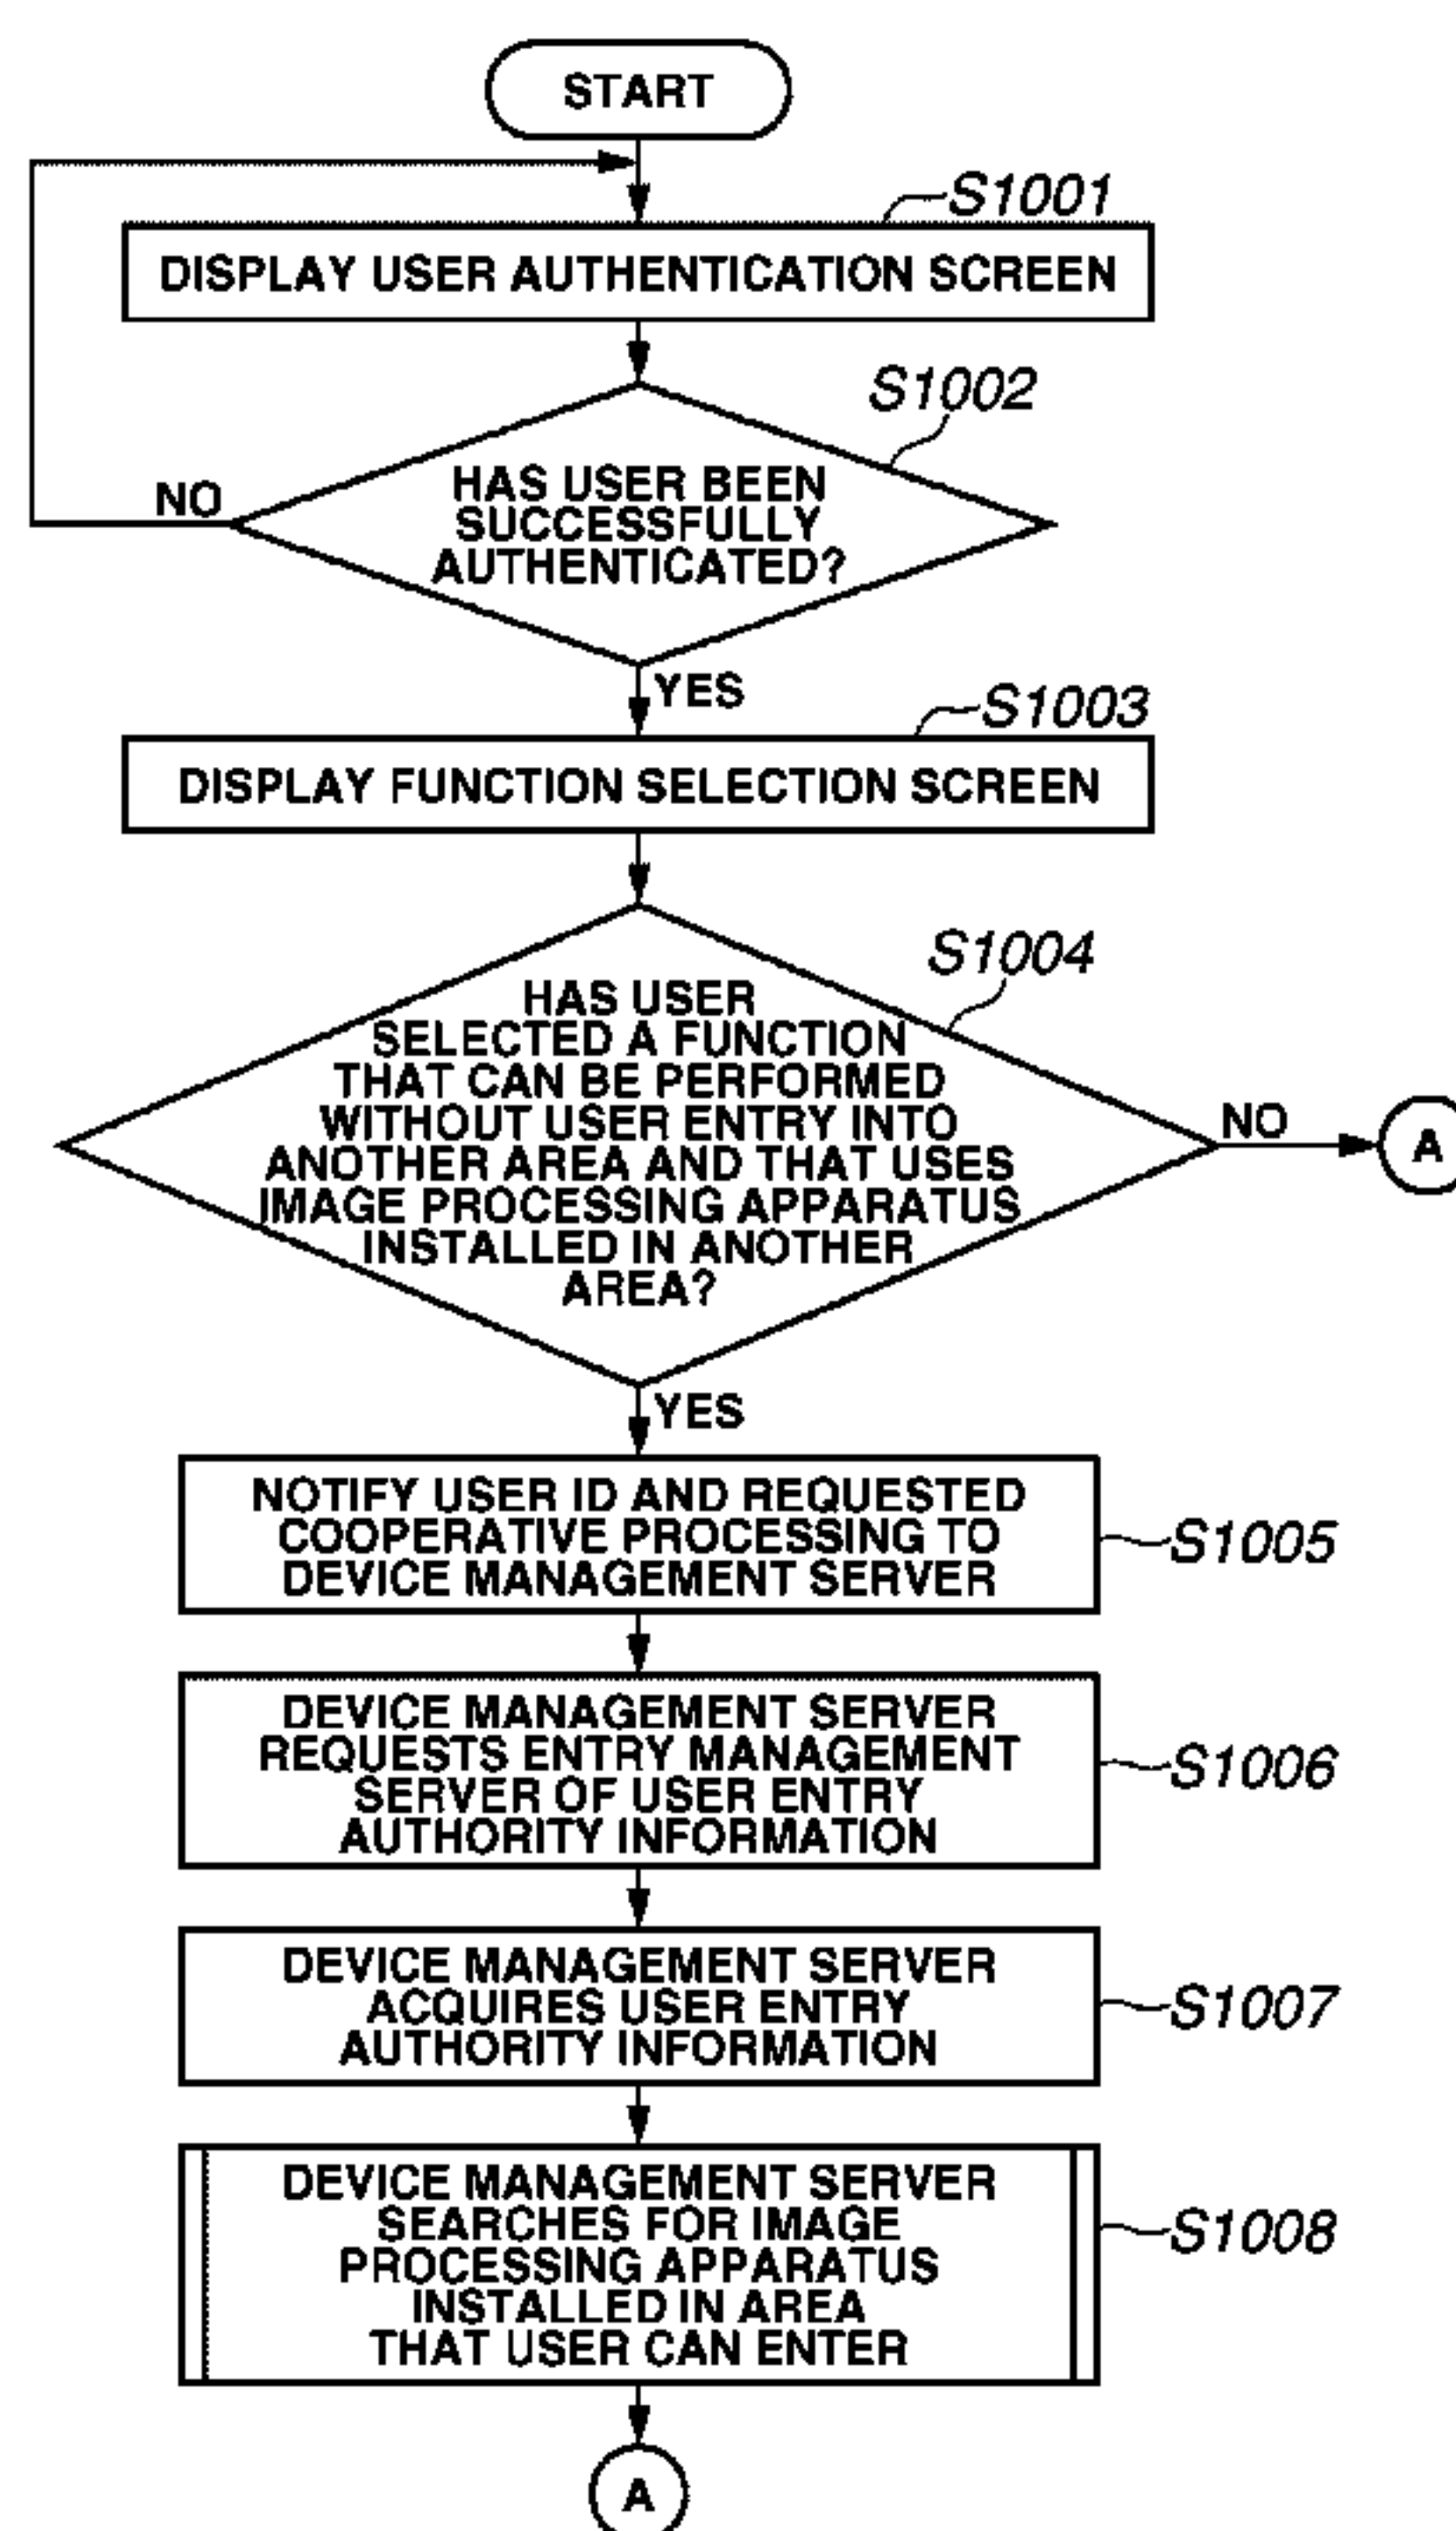 START
S1001
DISPLAY USER AUTHENTICATION SCREEN
S1002
HAS USER BEEN
SUCCESSFULLY
AUTHENTICATED?
NO
YES
S1003
DISPLAY FUNCTION SELECTION SCREEN
S1004
HAS USER
SELECTED A FUNCTION
THAT CAN BE PERFORMED
WITHOUT USER ENTRY INTO
ANOTHER AREA AND THAT USES
IMAGE PROCESSING APPARATUS
INSTALLED IN ANOTHER
AREA?
NO
A
YES
NOTIFY USER ID AND REQUESTED
COOPERATIVE PROCESSING TO
DEVICE MANAGEMENT SERVER
S1005
DEVICE MANAGEMENT SERVER
REQUESTS ENTRY MANAGEMENT
SERVER OF USER ENTRY
AUTHORITY INFORMATION
S1006
DEVICE MANAGEMENT SERVER
ACQUIRES USER ENTRY
AUTHORITY INFORMATION
S1007
DEVICE MANAGEMENT SERVER
SEARCHES FOR IMAGE
PROCESSING APPARATUS
INSTALLED IN AREA
THAT USER CAN ENTER
S1008
A